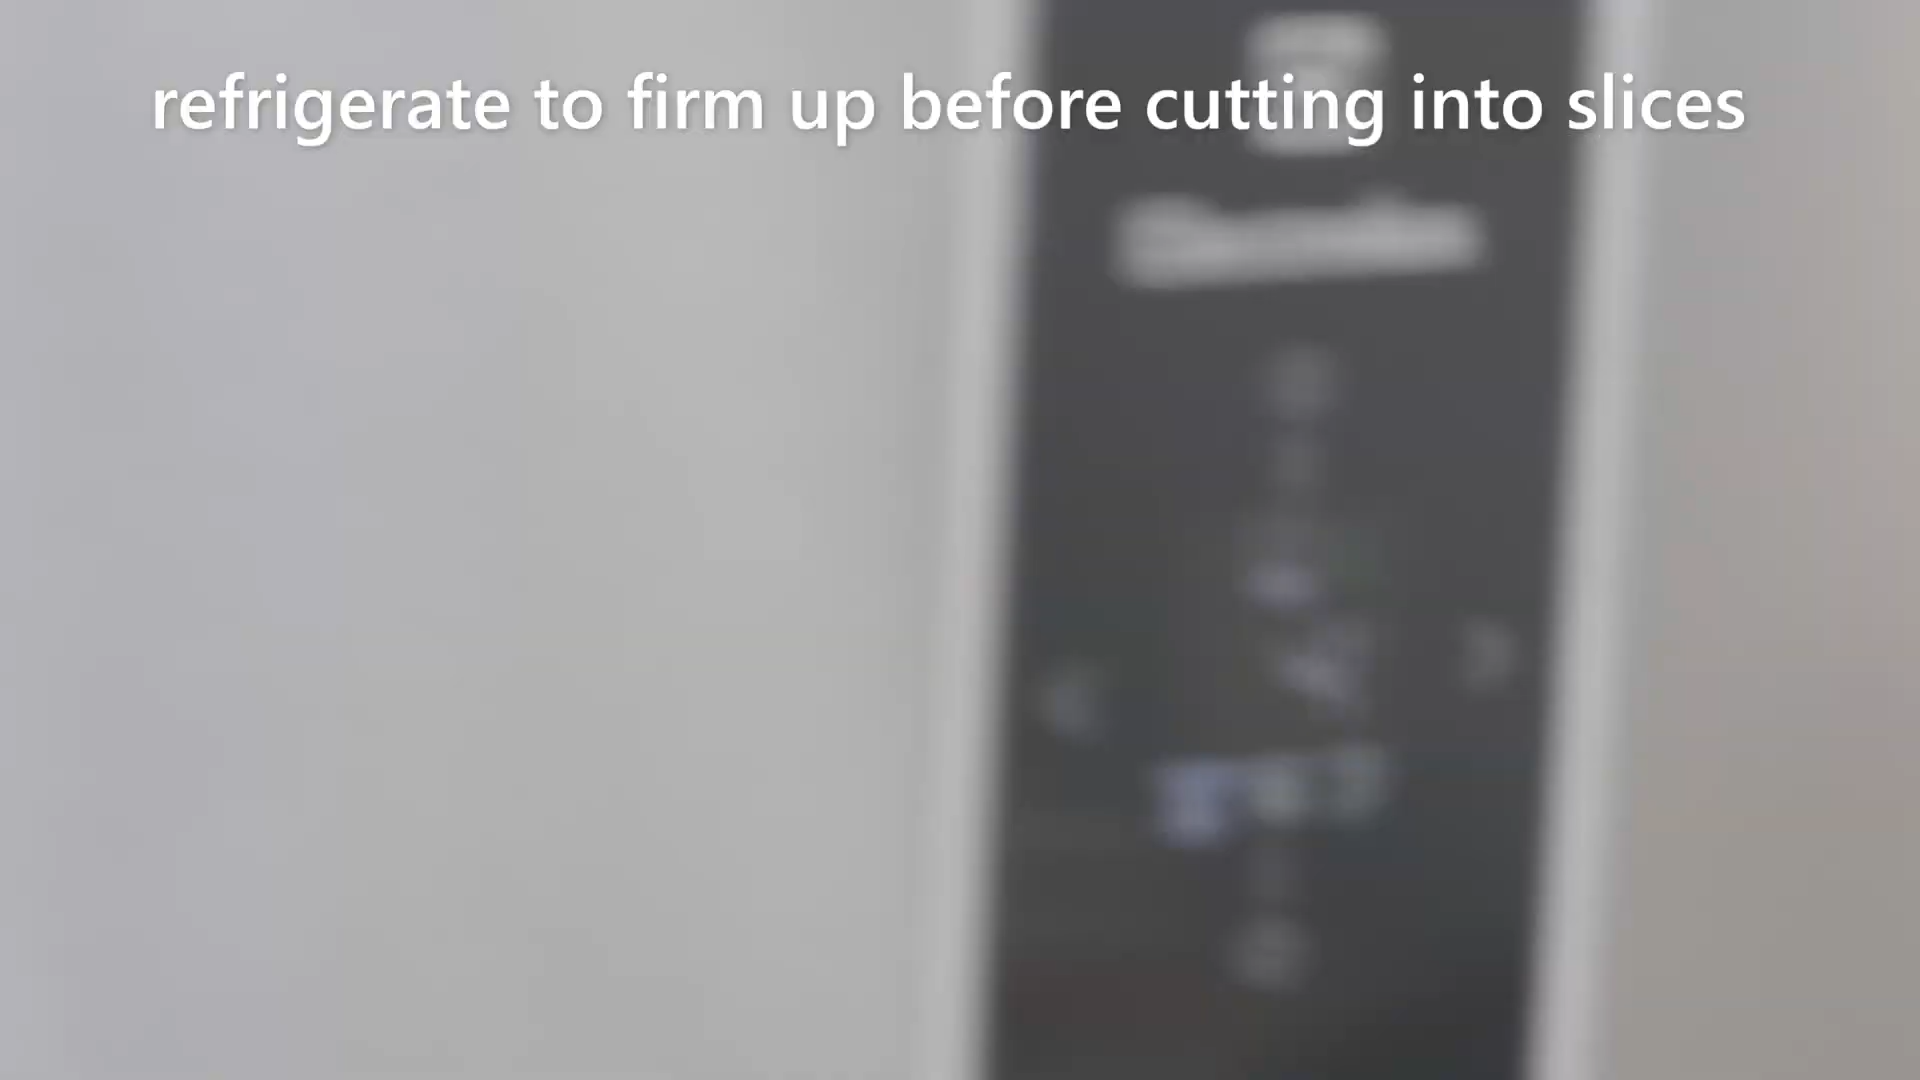 refrigerate to firm up before cutting into slices